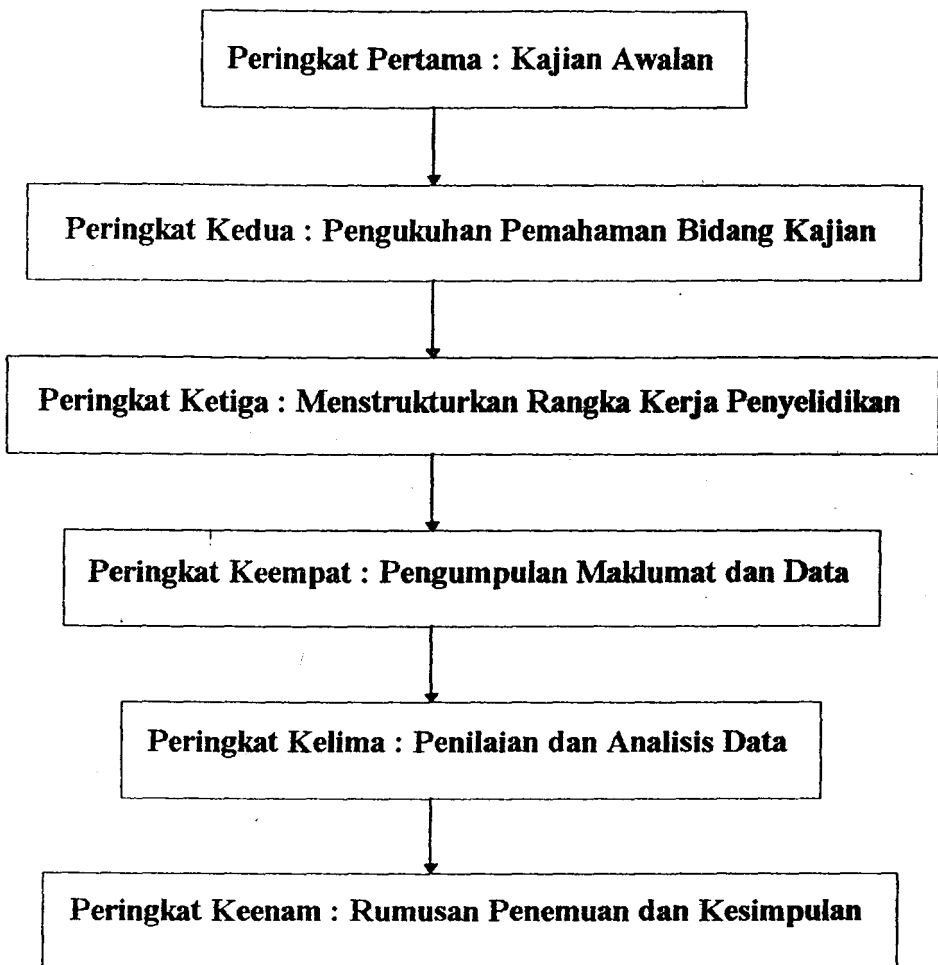 Peringkat Pertama : Kajian Awalan
Peringkat Kedua : Pengukuhan Pemahaman Bidang Kajian
Peringkat Ketiga : Menstrukturkan Rangka Kerja Penyelidikan
Peringkat Keempat : Pengumpulan Maklumat dan Data
Peringkat Kelima : Penilaian dan Analisis Data
Peringkat Keenam : Rumusan Penemuan dan Kesimpulan